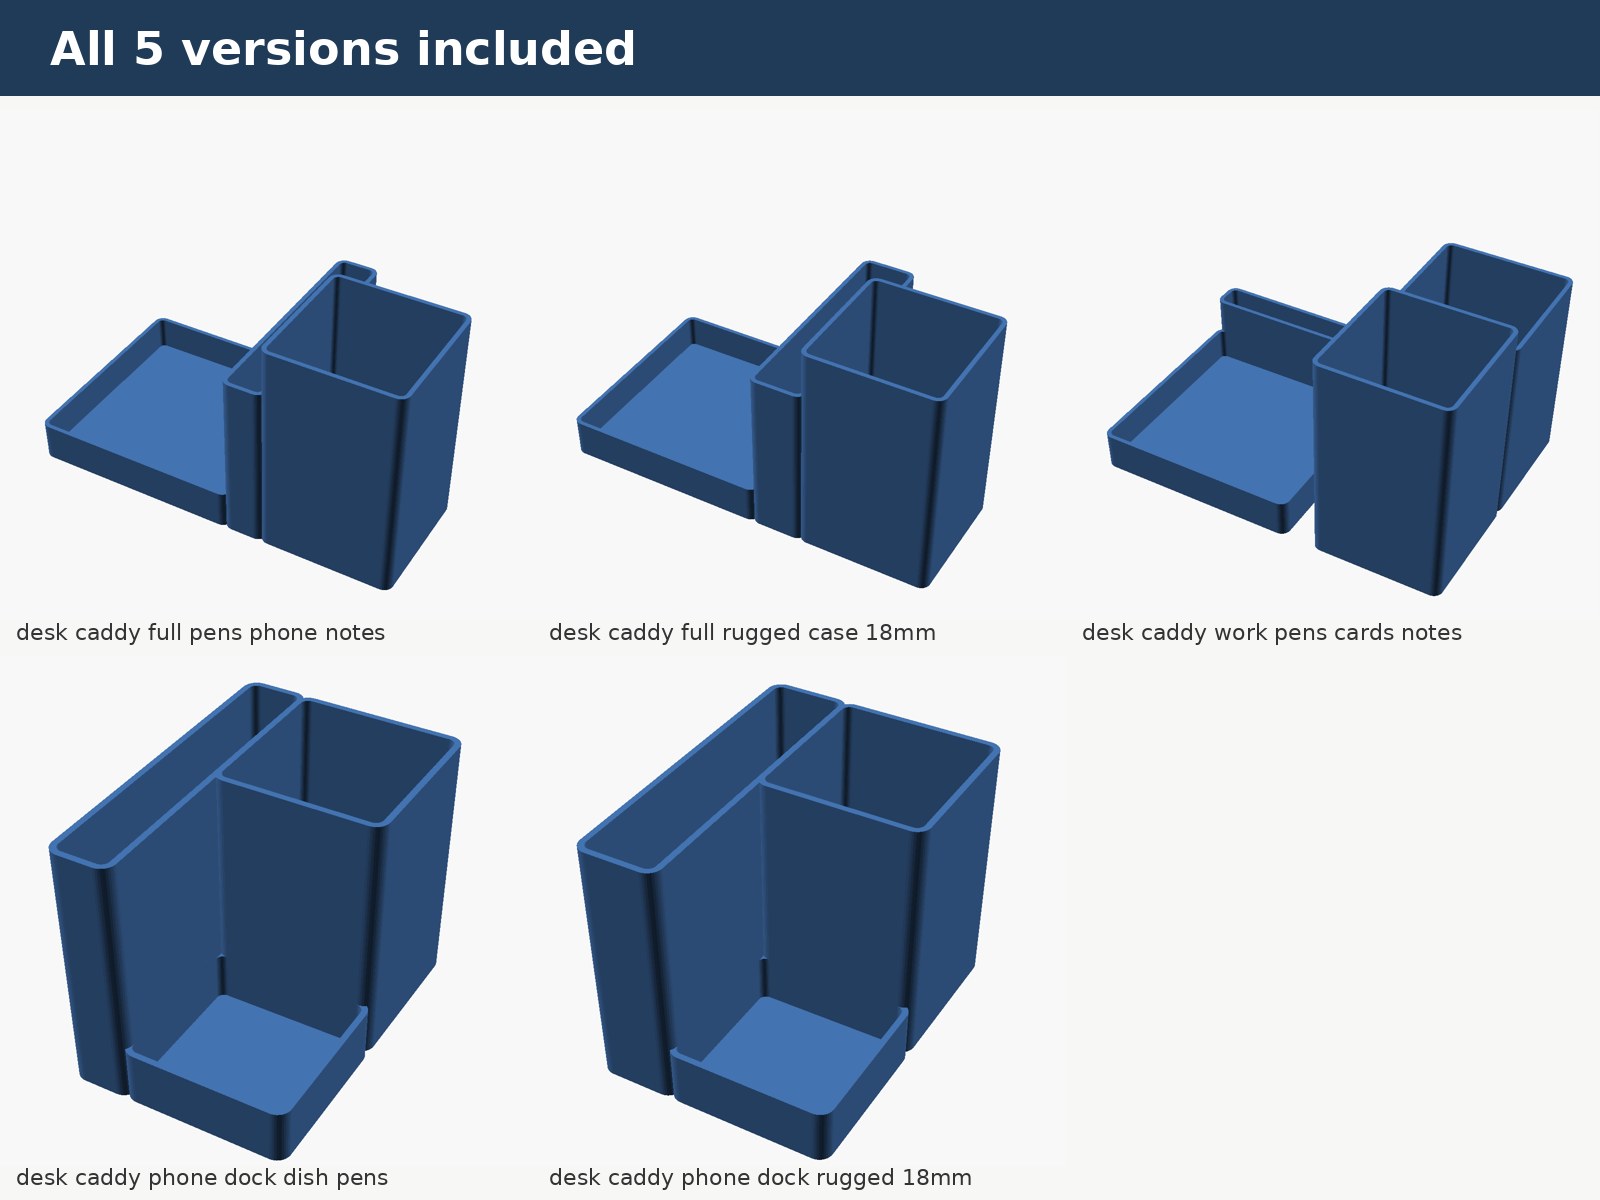 All 5 versions included
desk caddy full pens phone notes
desk caddy full rugged case 18mm
desk caddy work pens cards notes
desk caddy phone dock dish pens
desk caddy phone dock rugged 18mm